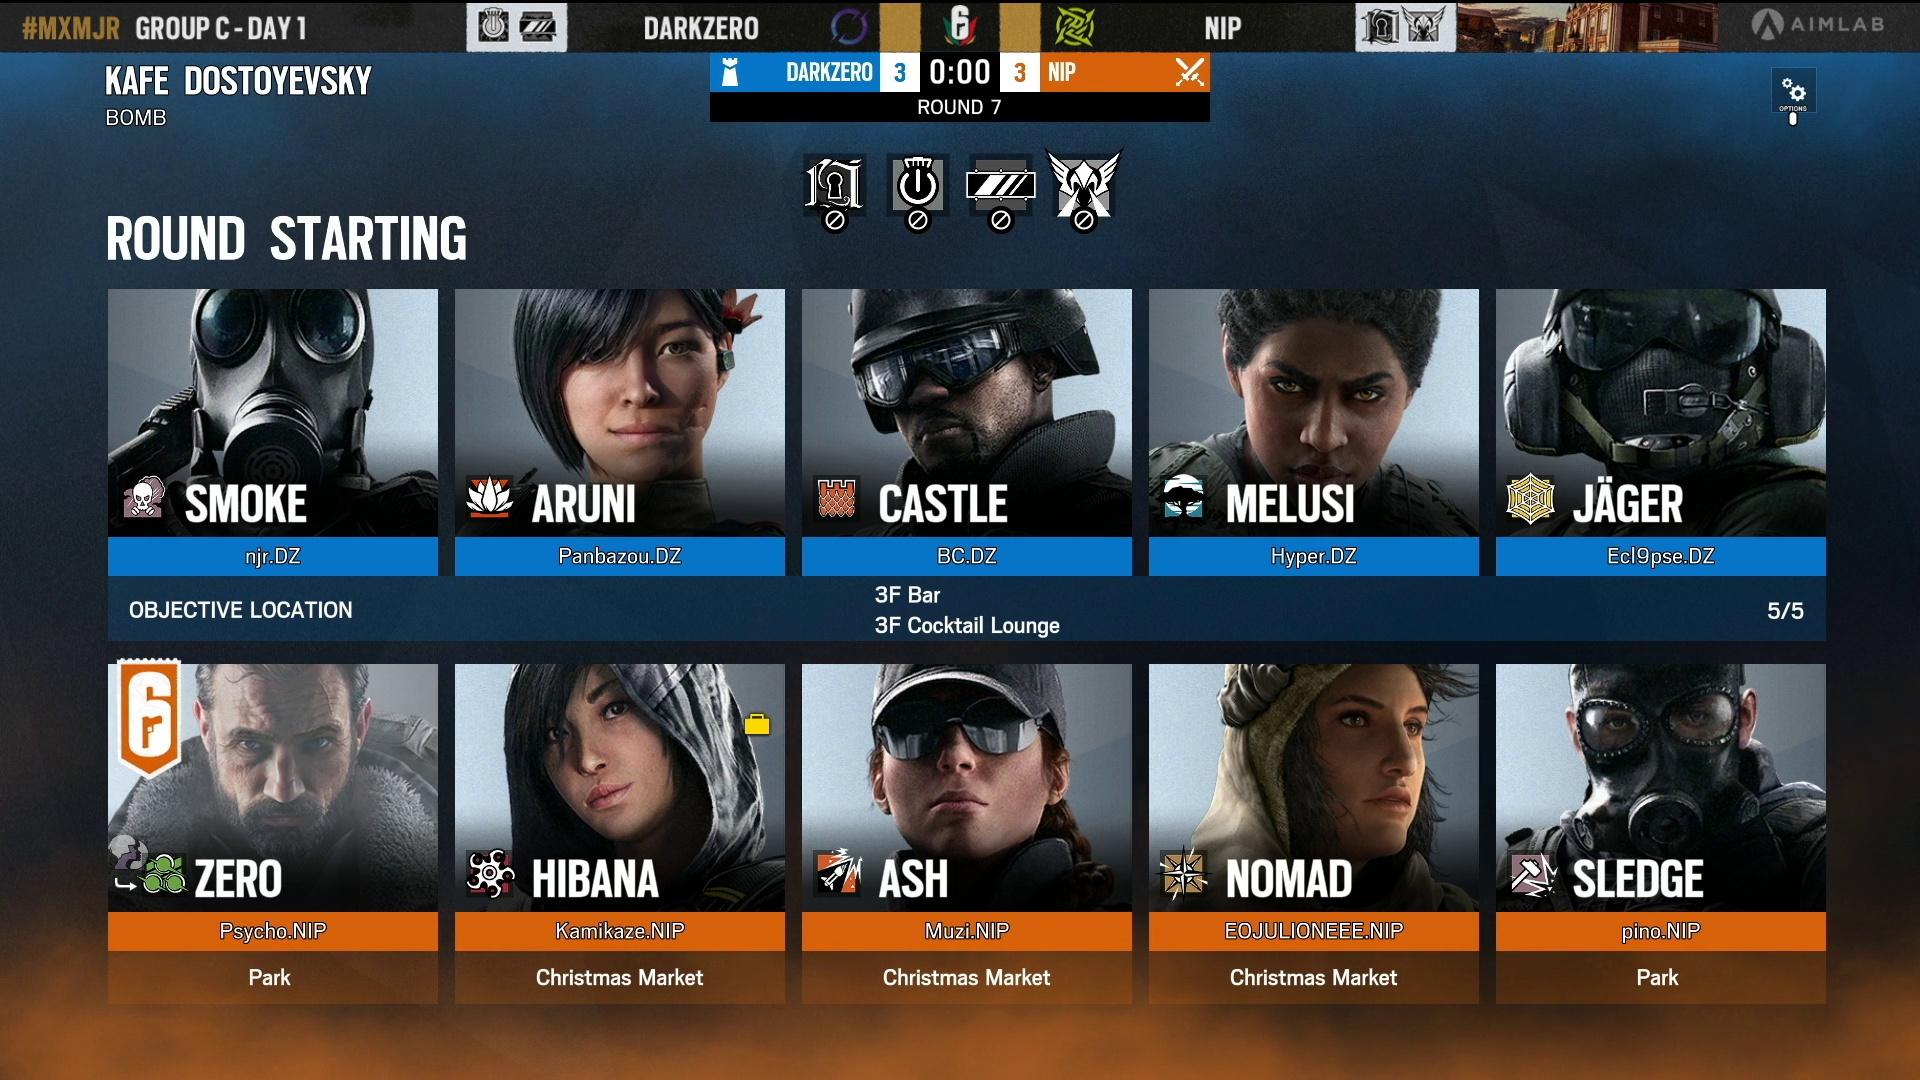 #MXMJR GROUP C - DAY 1
DARKZERO
6
NIP
AIMLAB
KAFE DOSTOYEVSKY
BOMB
DARKZERO 3 0:00 3 NIP
ROUND 7
OPTIONS
ROUND STARTING
SMOKE
ARUNI
CASTLE
MELUSI
JÄGER
njr.DZ
Panbazou.DZ
BC.DZ
Hyper.DZ
Ecl9pse.DZ
OBJECTIVE LOCATION
3F Bar
3F Cocktail Lounge
5/5
6
ZERO
HIBANA
ASH
NOMAD
SLEDGE
Psycho.NIP
Kamikaze.NIP
Muzi.NIP
EOJULIONEEE.NIP
pino.NIP
Park
Christmas Market
Christmas Market
Christmas Market
Park